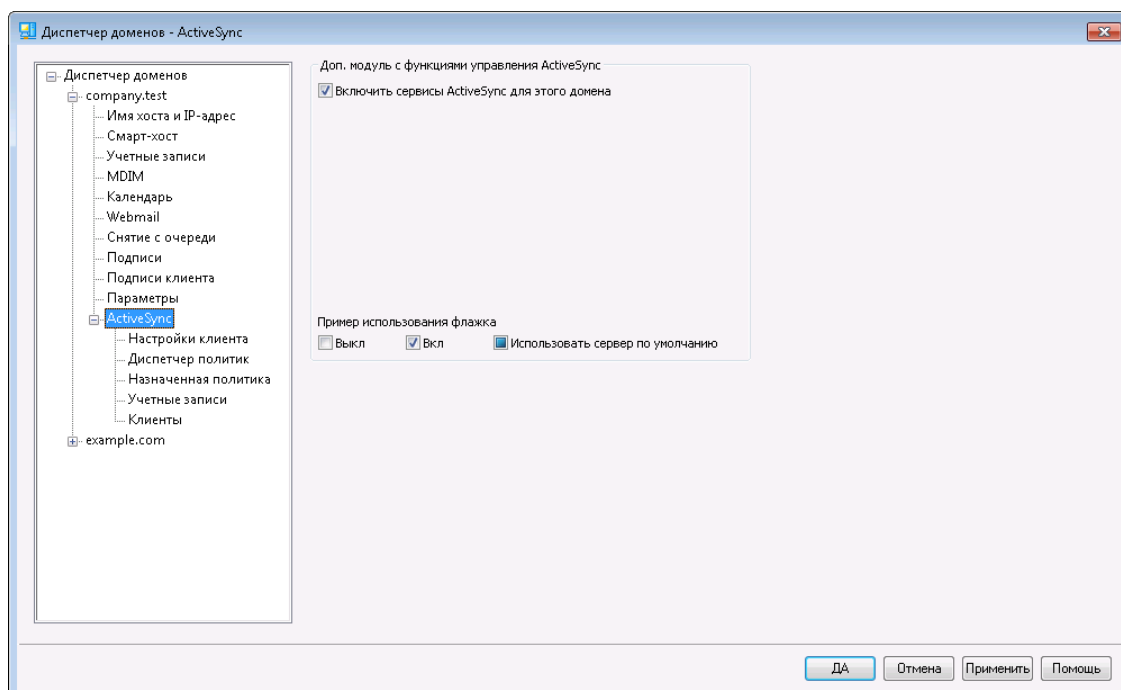 Диспетчер доменов - ActiveSync
Диспетчер доменов
company.test
Имя хоста и IP-адрес
Смарт-хост
Учетные записи
MDIM
Календарь
Webmail
Снятие с очереди
Подписи
Подписи клиента
Параметры
ActiveSync
Настройки клиента
Диспетчер политик
Назначенная политика
Учетные записи
Клиенты
example.com
Доп. модуль с функциями управления ActiveSync
Включить сервисы ActiveSync для этого домена
Пример использования флажка
Выкл Вкл Использовать сервер по умолчанию
ДА Отмена Применить Помощь